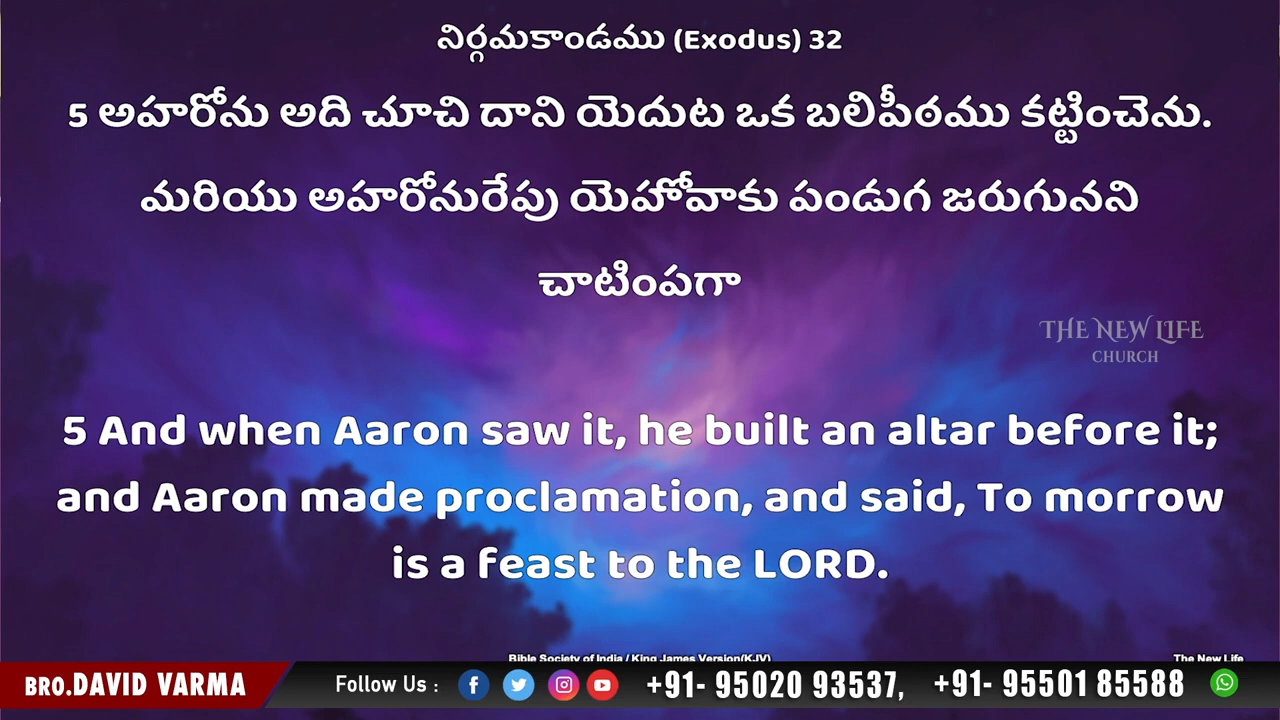 నిర్గమకాండము (Exodus) 32
5 అహరోను అది చూచి దాని యెదుట ఒక బలిపీఠము కట్టించెను.
మరియు అహరోనురేపు యెహోవాకు పండుగ జరుగునని
చాటింపగా
THE NEW LIFE
CHURCH
5 And when Aaron saw it, he built an altar before it;
and Aaron made proclamation, and said, To morrow
is a feast to the LORD.
Bible Society of India / King James Version(KJV)
The New Life
BRO.DAVID VARMA
Follow Us :
+91- 95020 93537,
+91- 95501 85588